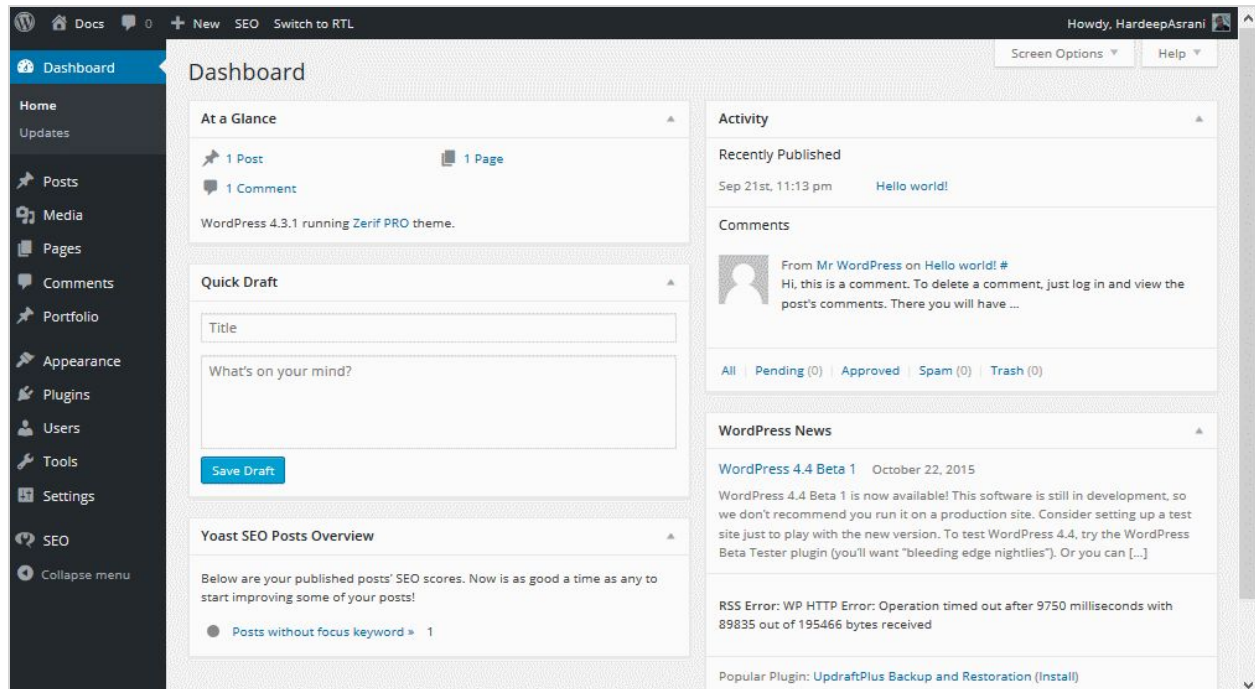 Docs 0 New SEO Switch to RTL Howdy, HardeepAsrani
Dashboard
Home
Updates
Posts
Media
Pages
Comments
Portfolio
Appearance
Plugins
Users
Tools
Settings
SEO
Collapse menu
Screen Options Help
Dashboard
At a Glance
1 Post 1 Page
1 Comment
WordPress 4.3.1 running Zerif PRO theme.
Quick Draft
Title
What's on your mind?
Save Draft
Yoast SEO Posts Overview
Below are your published posts' SEO scores. Now is as good a time as any to
start improving some of your posts!
Posts without focus keyword » 1
Activity
Recently Published
Sep 21st, 11:13 pm Hello world!
Comments
From Mr WordPress on Hello world! #
Hi, this is a comment. To delete a comment, just log in and view the
post's comments. There you will have ...
All | Pending (0) | Approved | Spam (0) | Trash (0)
WordPress News
WordPress 4.4 Beta 1 October 22, 2015
WordPress 4.4 Beta 1 is now available! This software is still in development, so
we don't recommend you run it on a production site. Consider setting up a test
site just to play with the new version. To test WordPress 4.4, try the WordPress
Beta Tester plugin (you'll want "bleeding edge nightlies"). Or you can [...]
RSS Error: WP HTTP Error: Operation timed out after 9750 milliseconds with
89835 out of 195466 bytes received
Popular Plugin: UpdraftPlus Backup and Restoration (Install)